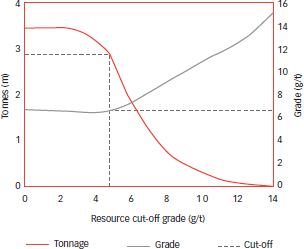 4
3
2
1
0
16
14
12
10
8
6
4
2
0
Tonnes (m)
Grade (g/t)
0 2 4 6 8 10 12 14
Resource cut-off grade (g/t)
Tonnage Grade Cut-off